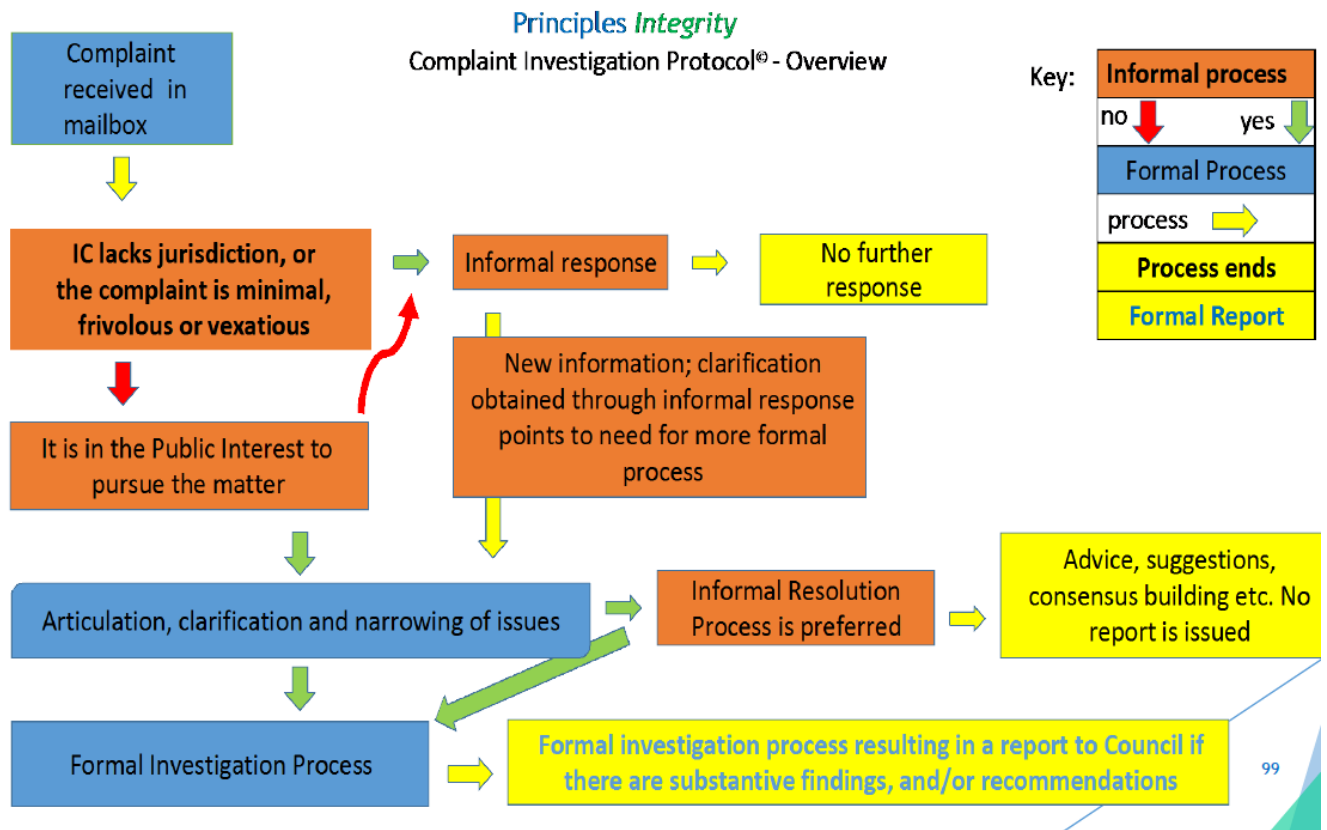 Principles Integrity
Complaint Investigation Protocol© - Overview
Complaint
received in
mailbox
Key:
Informal process
no
yes
Formal Process
process
Process ends
Formal Report
IC lacks jurisdiction, or
the complaint is minimal,
frivolous or vexatious
Informal response
No further
response
New information; clarification
obtained through informal response
points to need for more formal
process
It is in the Public Interest to
pursue the matter
Articulation, clarification and narrowing of issues
Informal Resolution
Process is preferred
Advice, suggestions,
consensus building etc. No
report is issued
Formal Investigation Process
Formal investigation process resulting in a report to Council if
there are substantive findings, and/or recommendations
99